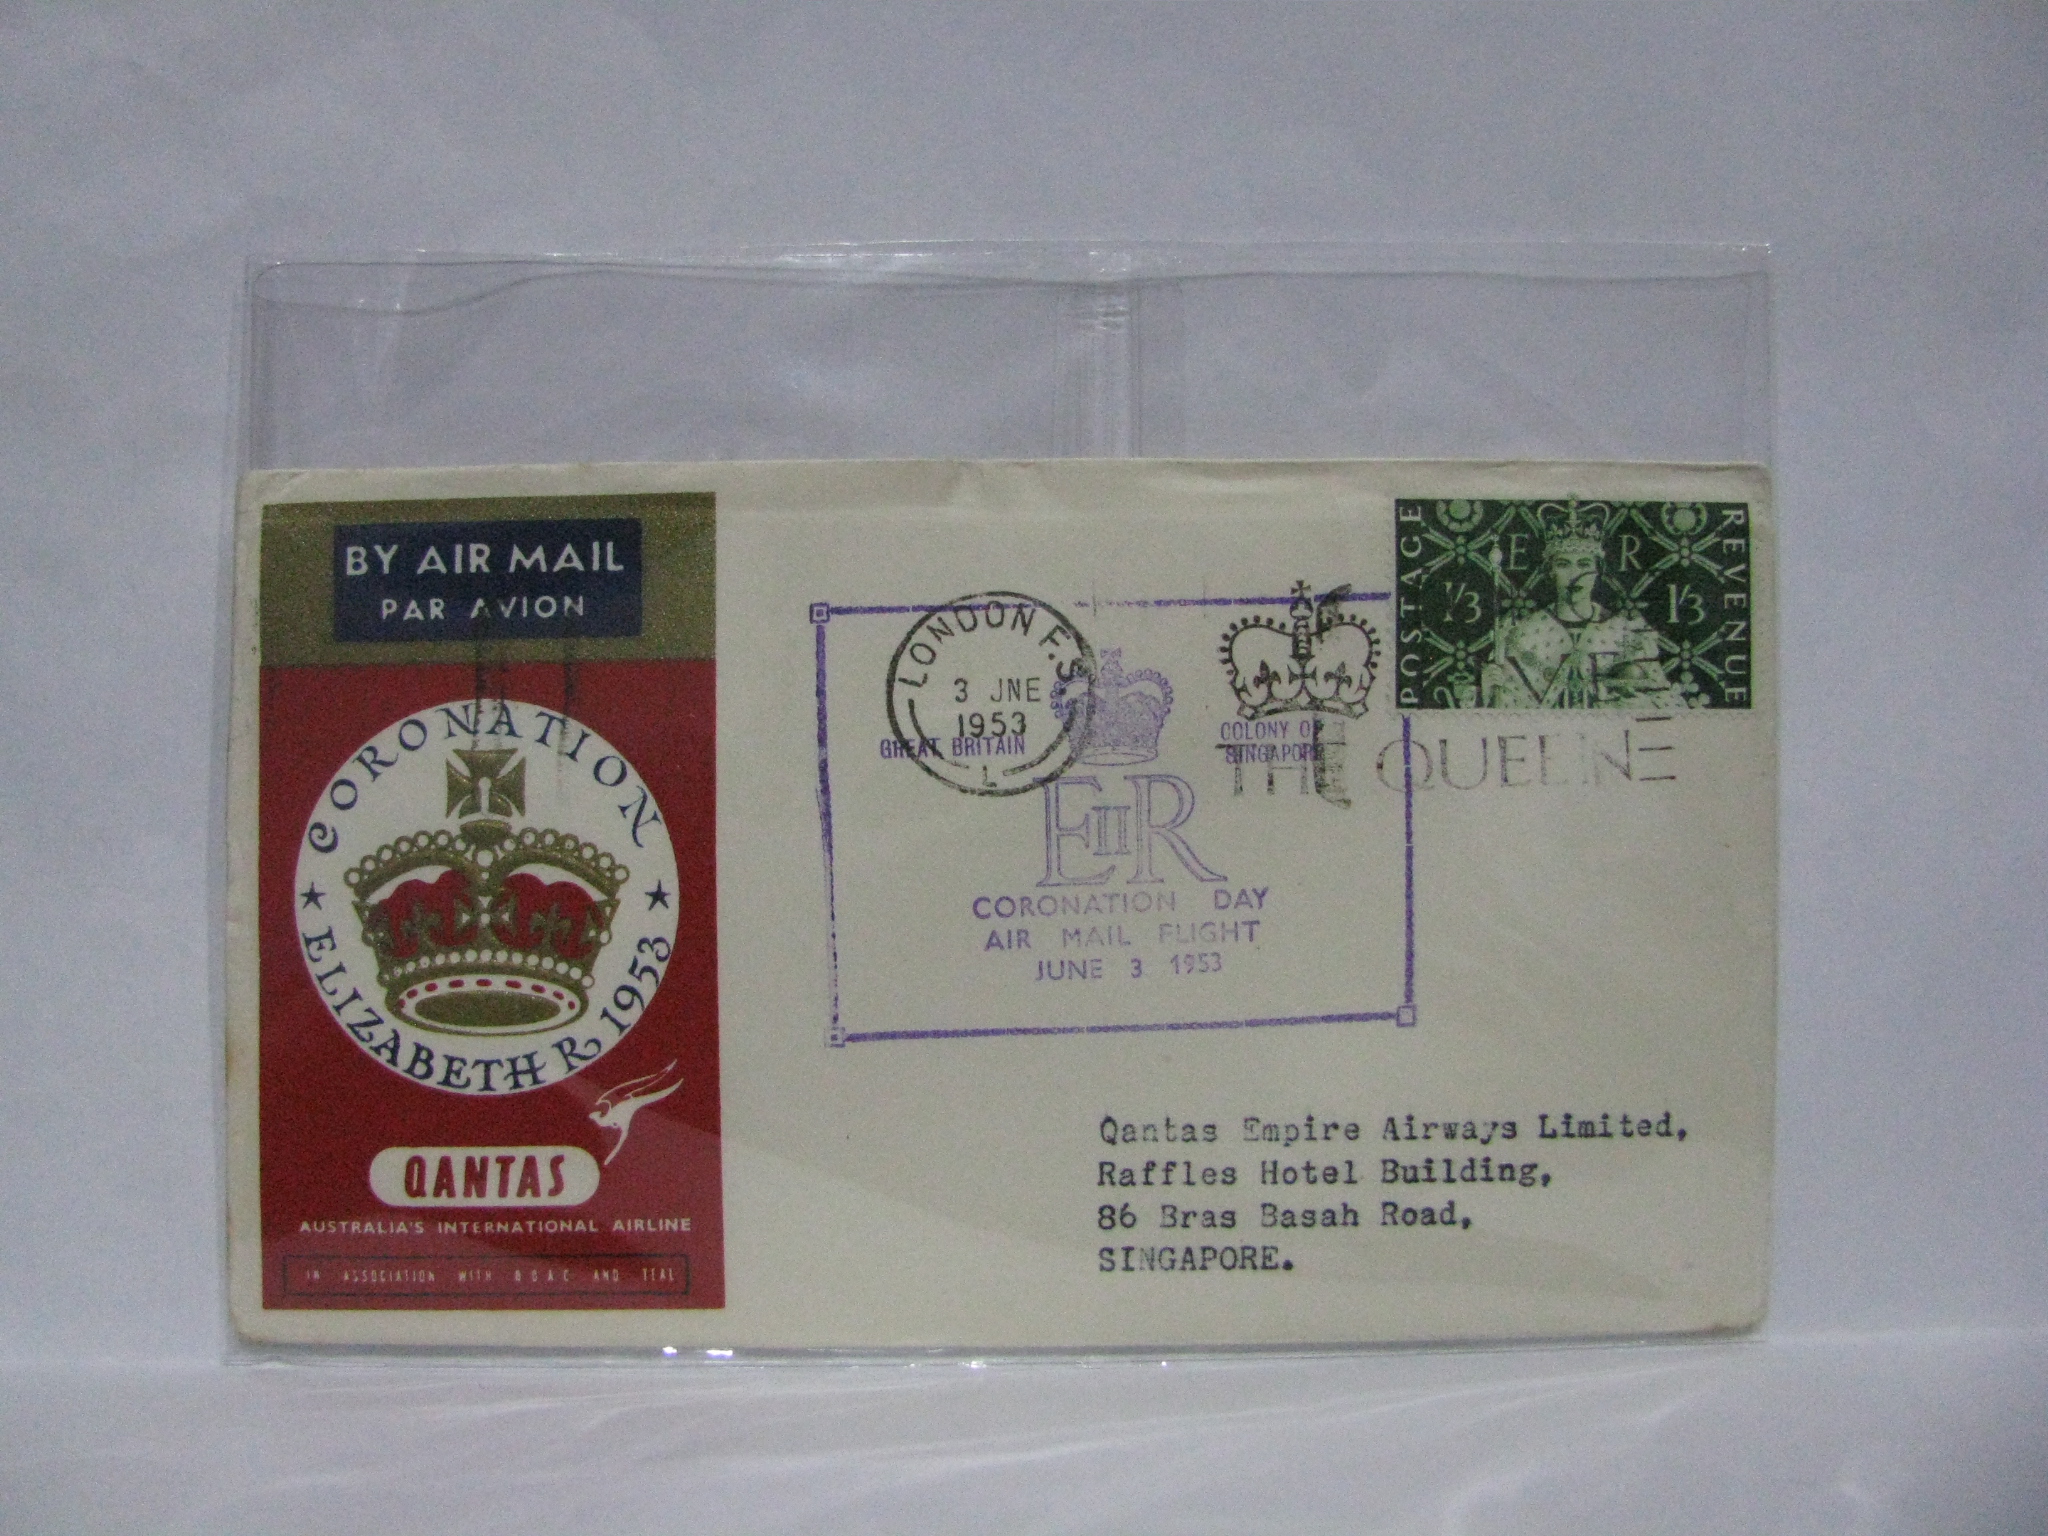 BY AIR MAIL
PAR AVION
CORONATION
ELIZABETH R 1953
QANTAS
AUSTRALIA'S INTERNATIONAL AIRLINE
IN ASSOCIATION WITH B O A C AND TEAL
LONDON F.S.
3 JNE
1953
L
GREAT BRITAIN
COLONY OF
SINGAPORE
E II R
CORONATION DAY
AIR MAIL FLIGHT
JUNE 3 1953
POSTAGE
E R
1/3 1/3
REVENUE
THE QUEEN
Qantas Empire Airways Limited,
Raffles Hotel Building,
86 Bras Basah Road,
SINGAPORE.